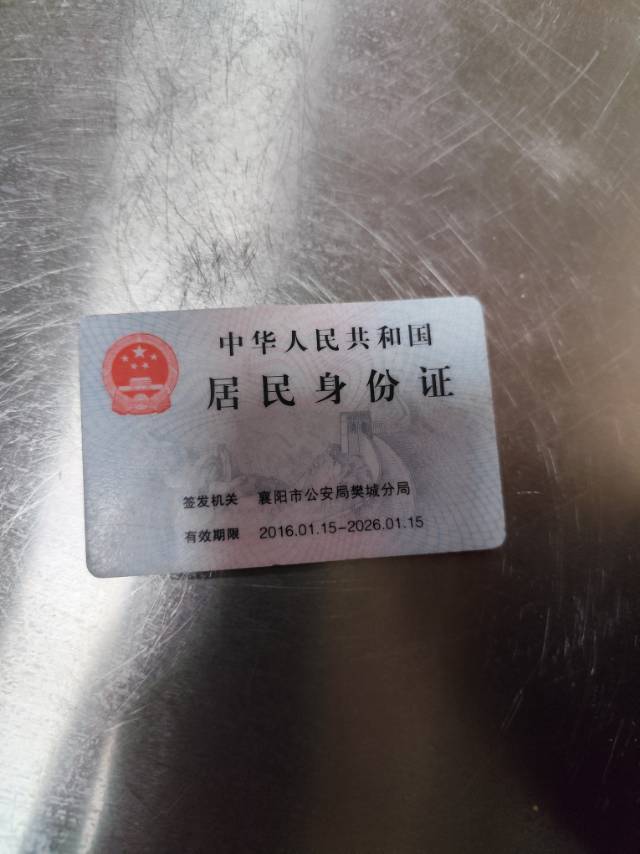 中华人民共和国
居民身份证
签发机关 襄阳市公安局樊城分局
有效期限 2016.01.15-2026.01.15